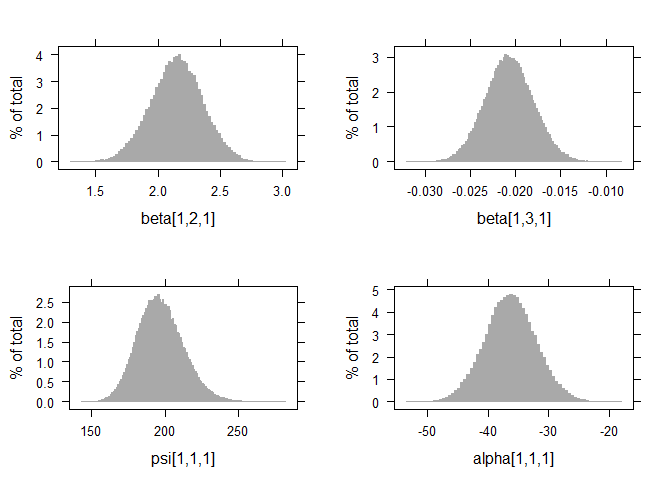 % of total
4
3
2
1
0
1.5 2.0 2.5 3.0
beta[1,2,1]
% of total
3
2
1
0
-0.030 -0.025 -0.020 -0.015 -0.010
beta[1,3,1]
% of total
2.5
2.0
1.5
1.0
0.5
0.0
150 200 250
psi[1,1,1]
% of total
5
4
3
2
1
0
-50 -40 -30 -20
alpha[1,1,1]